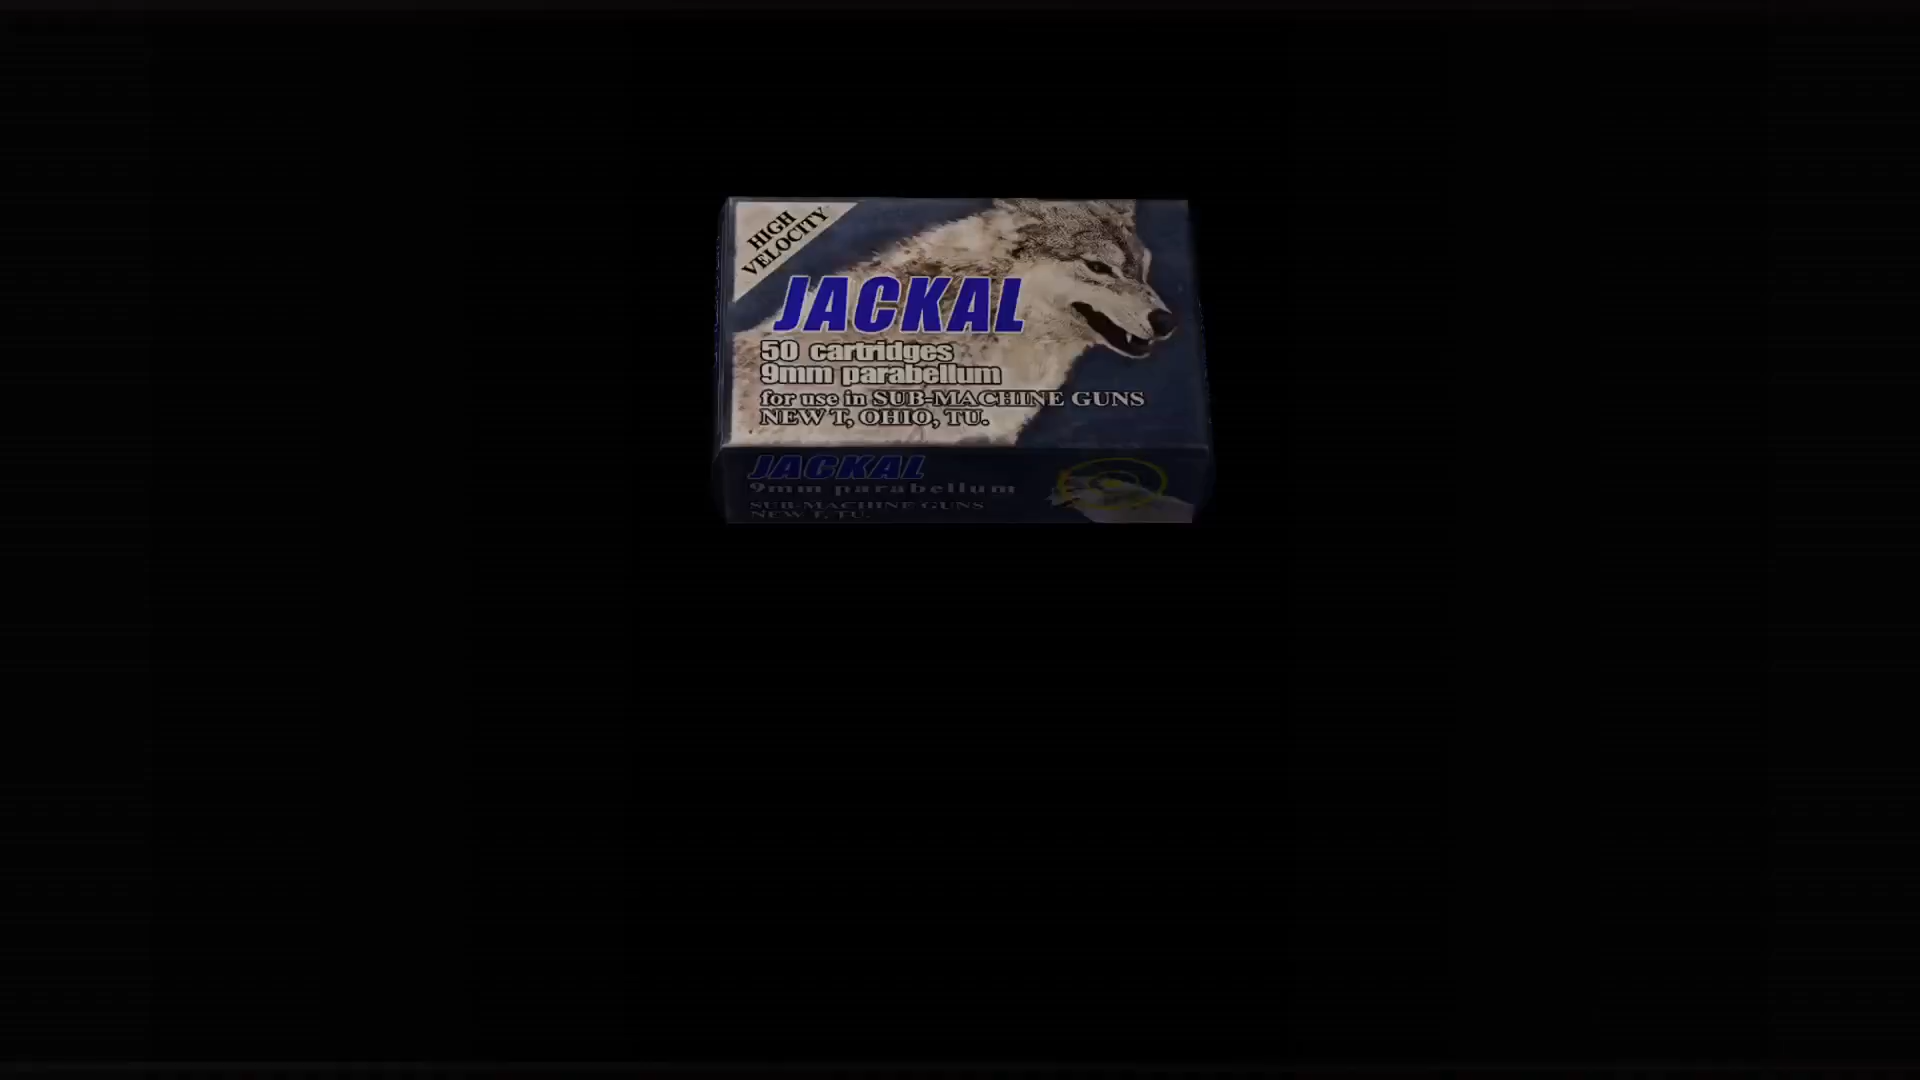 HIGH
VELOCITY
JACKAL
50 cartridges
9mm parabellum
for use in SUB-MACHINE GUNS
NEW T, OHIO, TU.
JACKAL
9mm parabellum
SUB-MACHINE GUNS
NEW T, TU.